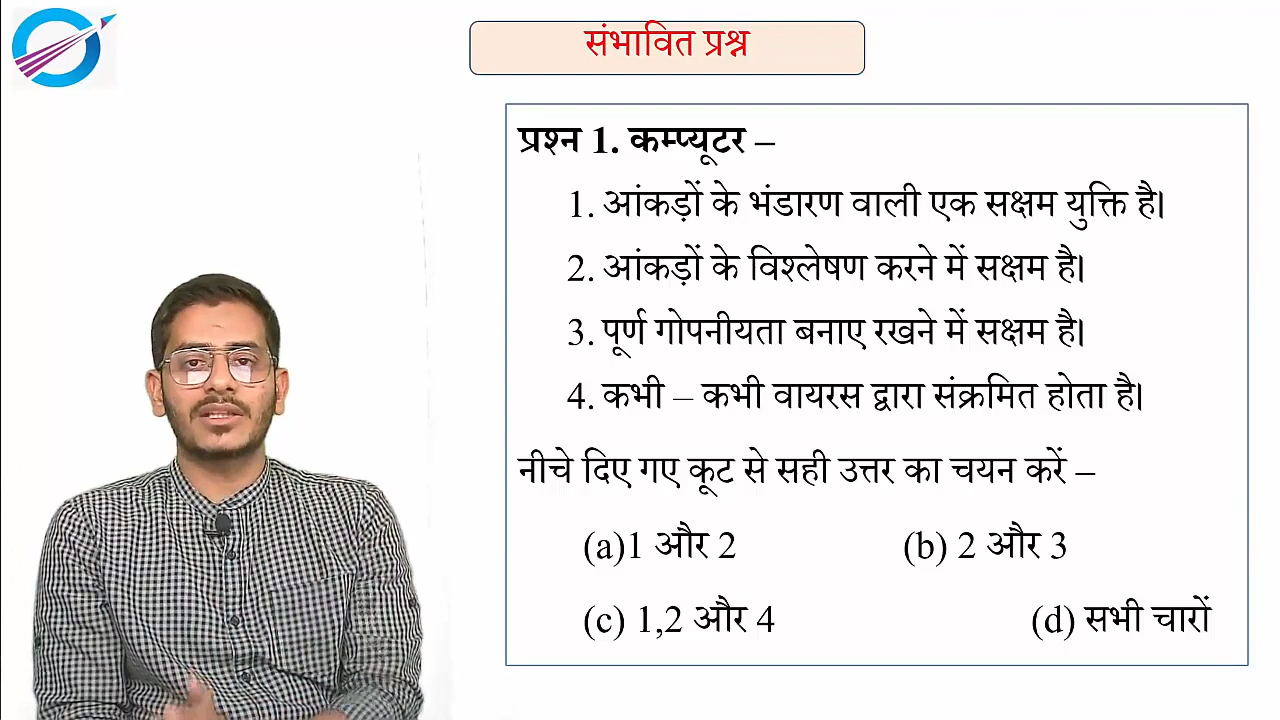 संभावित प्रश्न
प्रश्न 1. कम्प्यूटर –
1. आंकड़ों के भंडारण वाली एक सक्षम युक्ति है।
2. आंकड़ों के विश्लेषण करने में सक्षम है।
3. पूर्ण गोपनीयता बनाए रखने में सक्षम है।
4. कभी – कभी वायरस द्वारा संक्रमित होता है।
नीचे दिए गए कूट से सही उत्तर का चयन करें –
(a)1 और 2 (b) 2 और 3
(c) 1,2 और 4 (d) सभी चारों